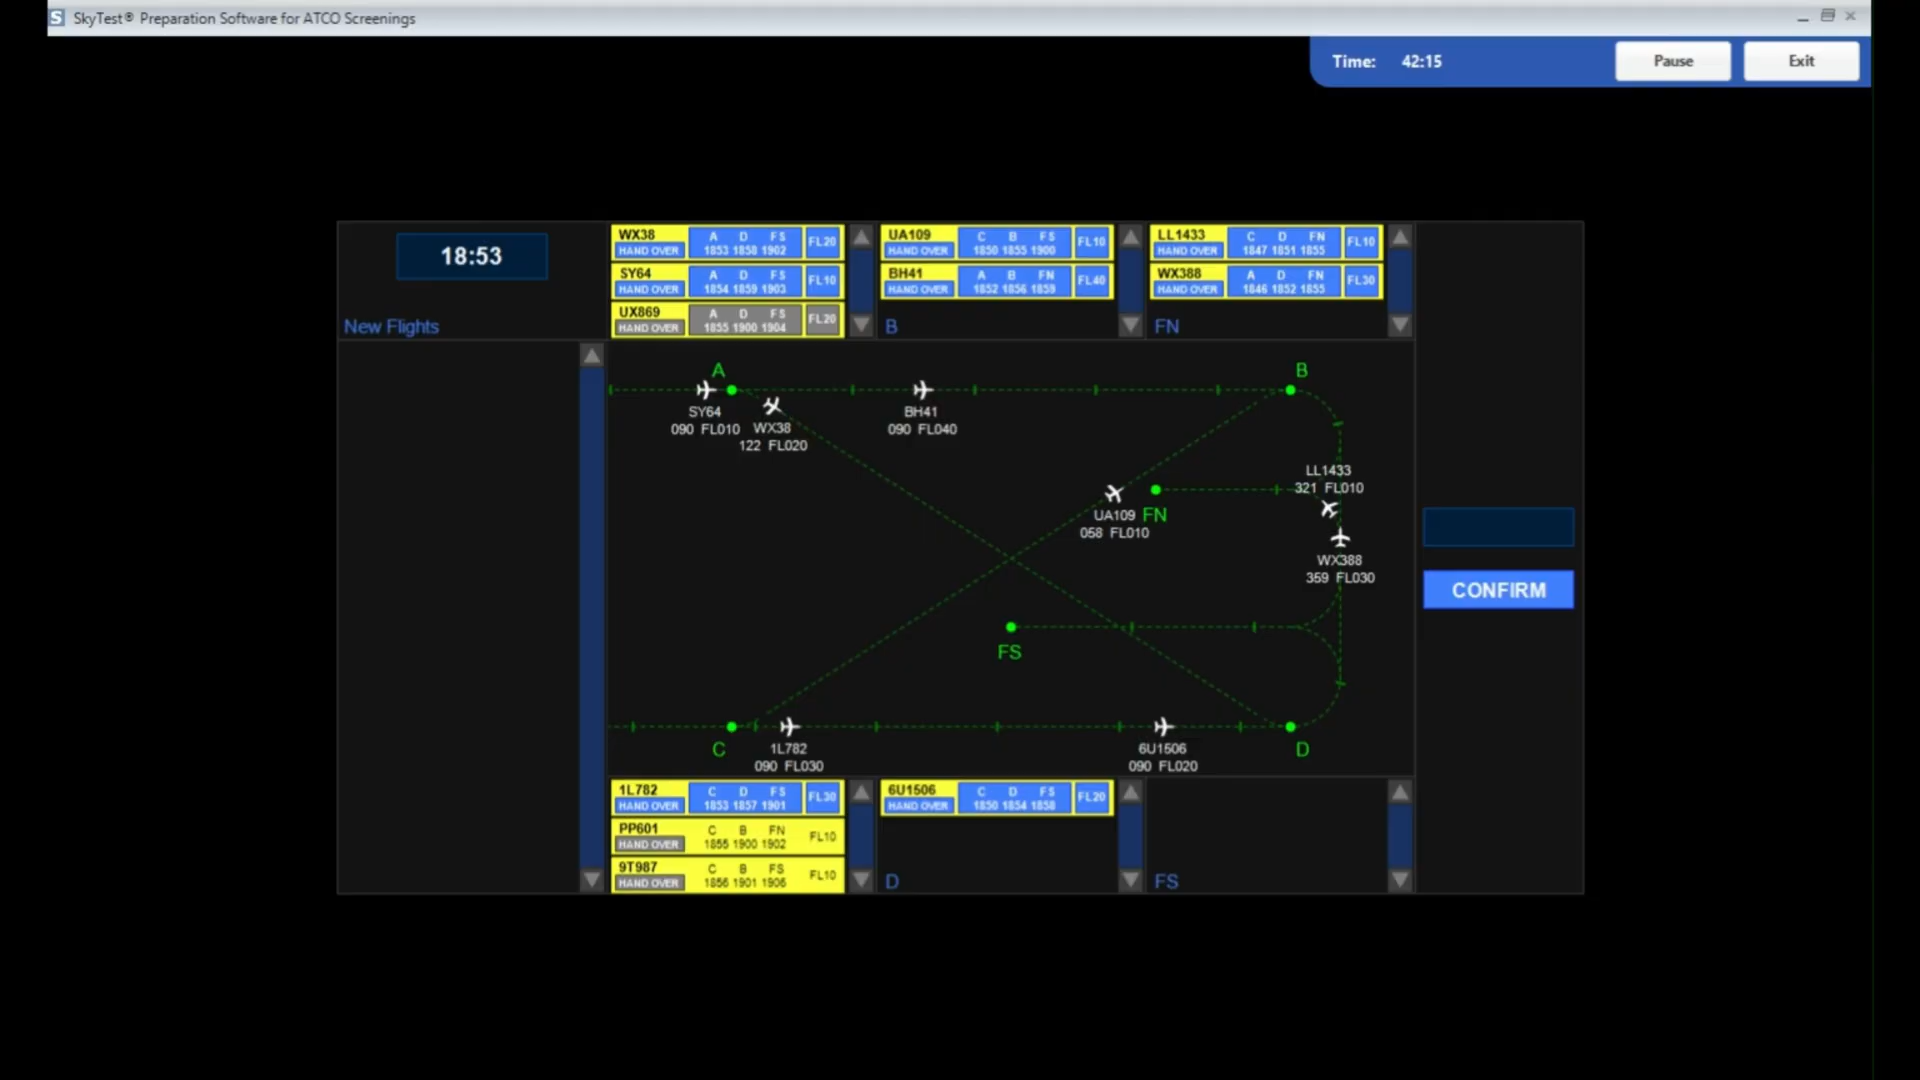 SkyTest® Preparation Software for ATCO Screenings
Time: 42:15
Pause
Exit
18:53
New Flights
WX38 A D FS FL20
HAND OVER 1853 1858 1902
SY64 A D FS FL10
HAND OVER 1854 1859 1903
UX869 A D FS FL20
HAND OVER 1855 1900 1904
UA109 C B FS FL10
HAND OVER 1850 1855 1900
BH41 A B FN FL40
HAND OVER 1852 1856 1859
B
LL1433 C D FN FL10
HAND OVER 1847 1851 1855
WX388 A D FN FL30
HAND OVER 1846 1852 1855
FN
A
B
SY64
090 FL010
WX38
122 FL020
BH41
090 FL040
LL1433
321 FL010
UA109
058 FL010
FN
WX388
359 FL030
FS
C
1L782
090 FL030
6U1506
090 FL020
D
CONFIRM
1L782 C D FS FL30
HAND OVER 1853 1857 1901
PP601 C B FN FL10
HAND OVER 1855 1900 1902
9T987 C B FS FL10
HAND OVER 1856 1901 1906
6U1506 C D FS FL20
HAND OVER 1850 1854 1858
D
FS